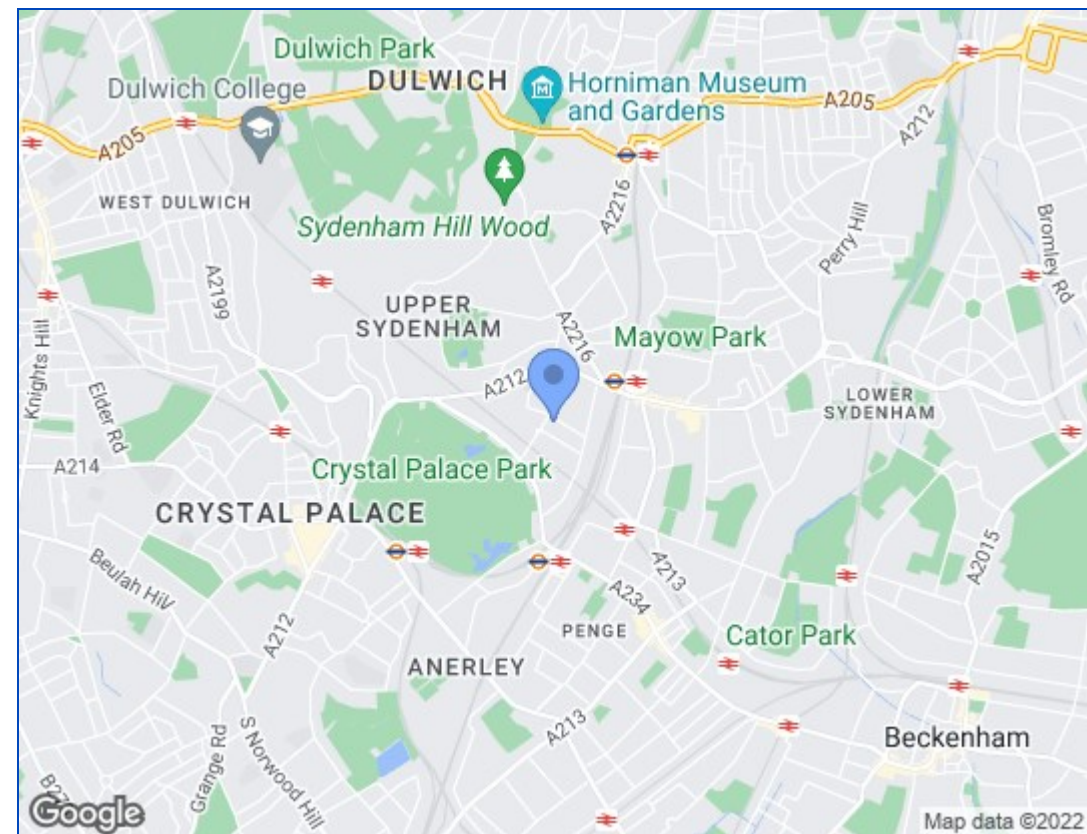 Dulwich Park
DULWICH
Horniman Museum
and Gardens
Dulwich College
A205
A205
A212
A2216
WEST DULWICH
Sydenham Hill Wood
Perry Hill
Bromley Rd
A2199
UPPER
SYDENHAM
A2216
Mayow Park
Knights Hill
Elder Rd
A212
LOWER
SYDENHAM
A214
Crystal Palace Park
CRYSTAL PALACE
Beulah Hil
A213
A2015
A234
A212
PENGE
Cator Park
ANERLEY
A213
Grange Rd
S Norwood Hill
Beckenham
Google
Map data ©2022